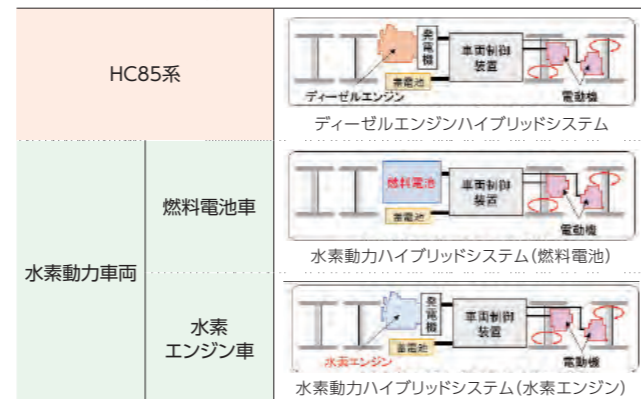 HC85系
発電機
車両制御
装置
蓄電池
ディーゼルエンジン
電動機
ディーゼルエンジンハイブリッドシステム
水素動力車両
燃料電池車
燃料電池
車両制御
装置
蓄電池
電動機
水素動力ハイブリッドシステム(燃料電池)
水素
エンジン車
発電機
車両制御
装置
蓄電池
水素エンジン
電動機
水素動力ハイブリッドシステム(水素エンジン)